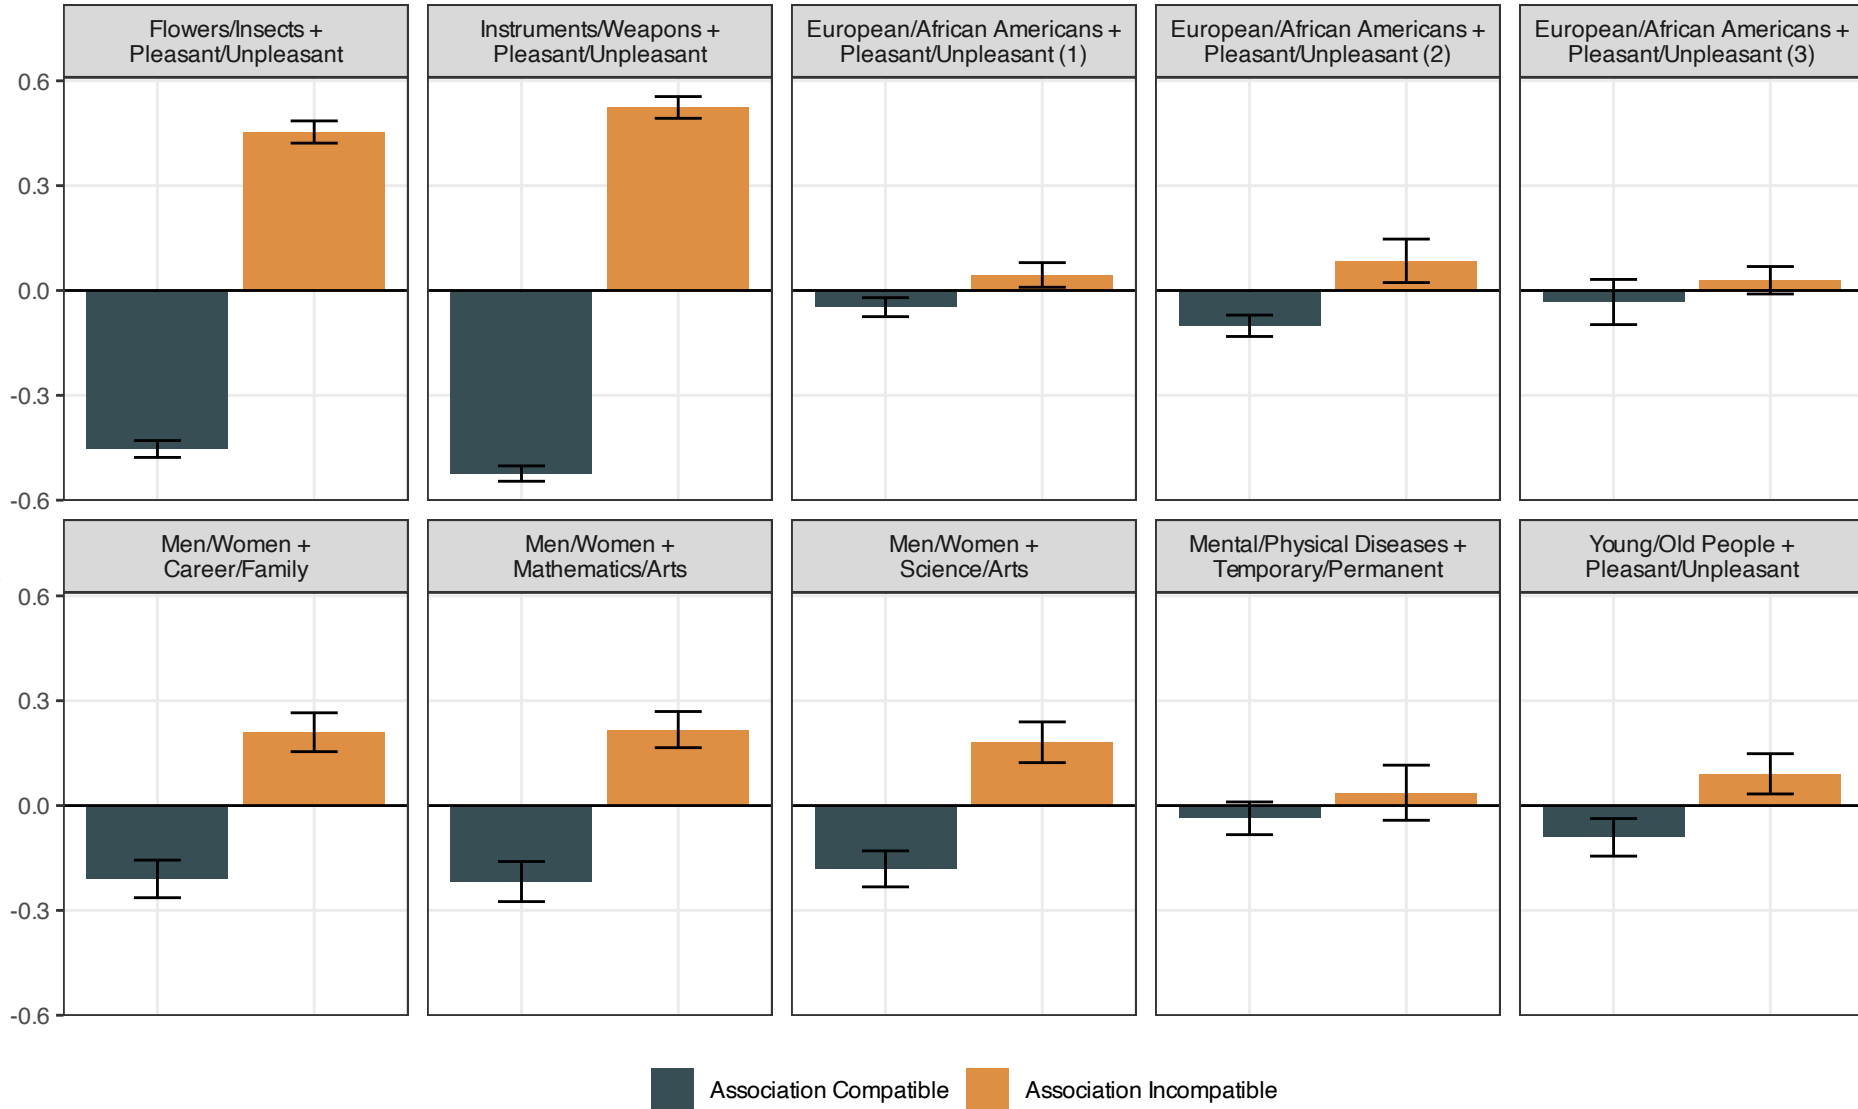 Flowers/Insects +
Pleasant/Unpleasant
Instruments/Weapons +
Pleasant/Unpleasant
European/African Americans +
Pleasant/Unpleasant (1)
European/African Americans +
Pleasant/Unpleasant (2)
European/African Americans +
Pleasant/Unpleasant (3)
0.6
0.3
0.0
-0.3
-0.6
Men/Women +
Career/Family
Men/Women +
Mathematics/Arts
Men/Women +
Science/Arts
Mental/Physical Diseases +
Temporary/Permanent
Young/Old People +
Pleasant/Unpleasant
0.6
0.3
0.0
-0.3
-0.6
Association Compatible
Association Incompatible